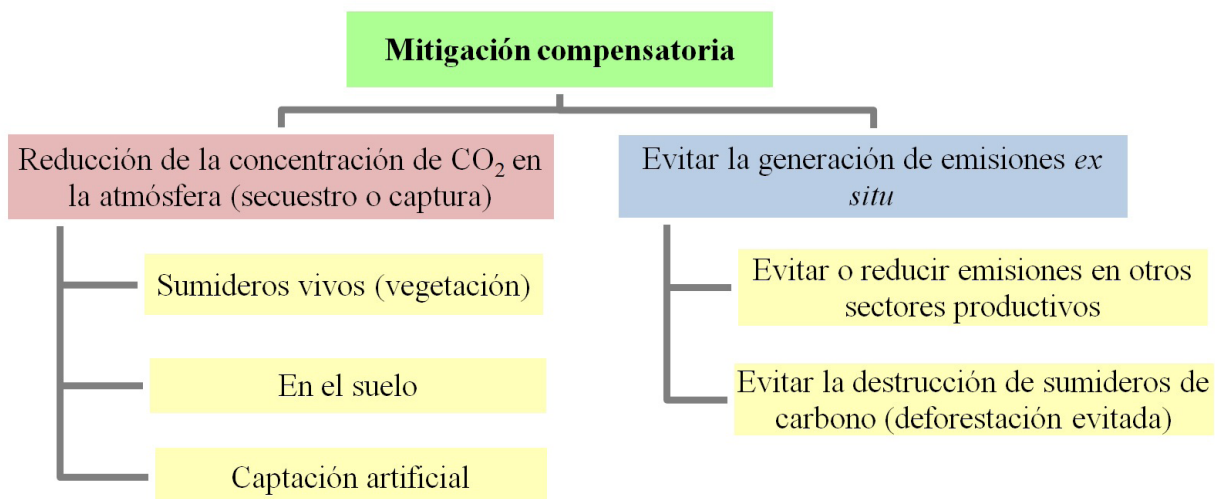 Mitigación compensatoria
Reducción de la concentración de CO₂ en
la atmósfera (secuestro o captura)
Sumideros vivos (vegetación)
En el suelo
Captación artificial
Evitar la generación de emisiones ex
situ
Evitar o reducir emisiones en otros
sectores productivos
Evitar la destrucción de sumideros de
carbono (deforestación evitada)